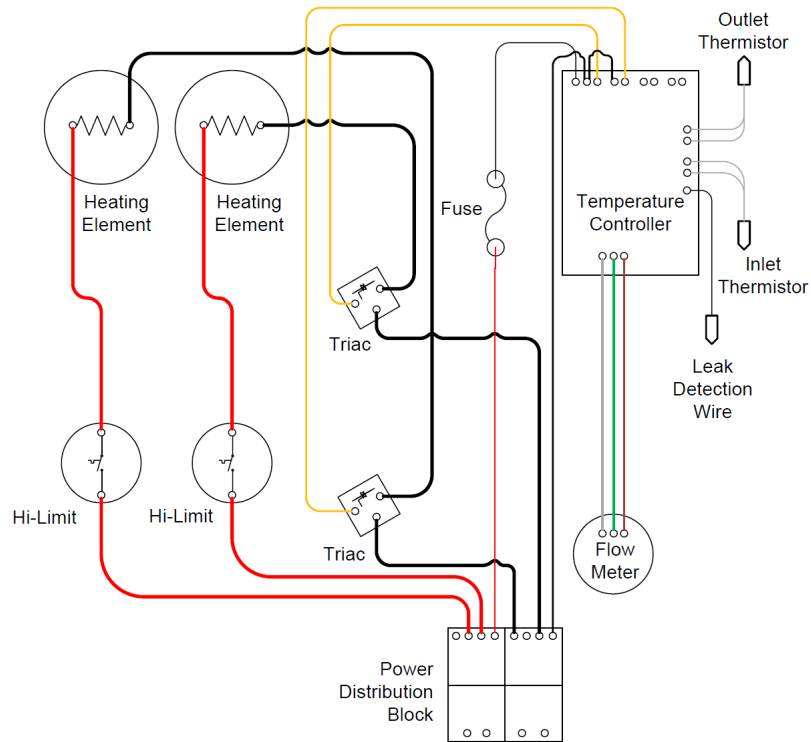 Outlet
Thermistor
Heating
Element
Heating
Element
Fuse
Temperature
Controller
Inlet
Thermistor
Triac
Leak
Detection
Wire
Hi-Limit
Hi-Limit
Triac
Flow
Meter
Power
Distribution
Block